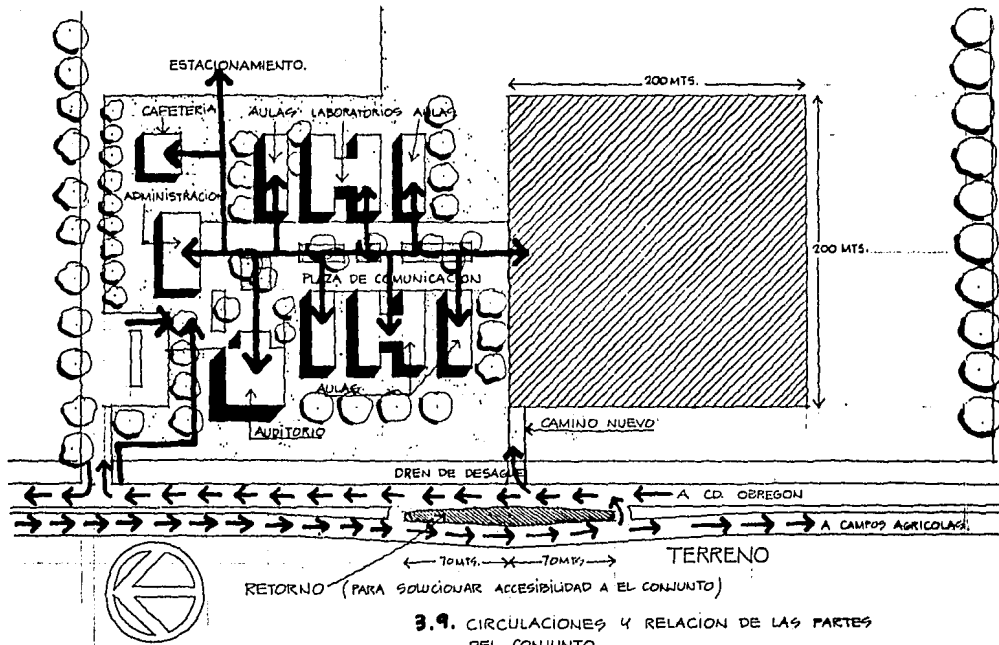 ESTACIONAMIENTO.
200 MTS.
CAFETERIA
AULAS
LABORATORIOS
AULAS.
ADMINISTRACIO
200 MTS.
PLAZA DE COMUNICACION
AULAS.
AUDITORIO
CAMINO NUEVO
DREN DE DESAGUE
A CD. OBREGON
A CAMPOS AGRICOLAS.
70 MTS.
70 MTS.
TERRENO
RETORNO (PARA SOLUCIONAR ACCESIBILIDAD A EL CONJUNTO)
3.9. CIRCULACIONES Y RELACION DE LAS PARTES
DEL CONJUNTO